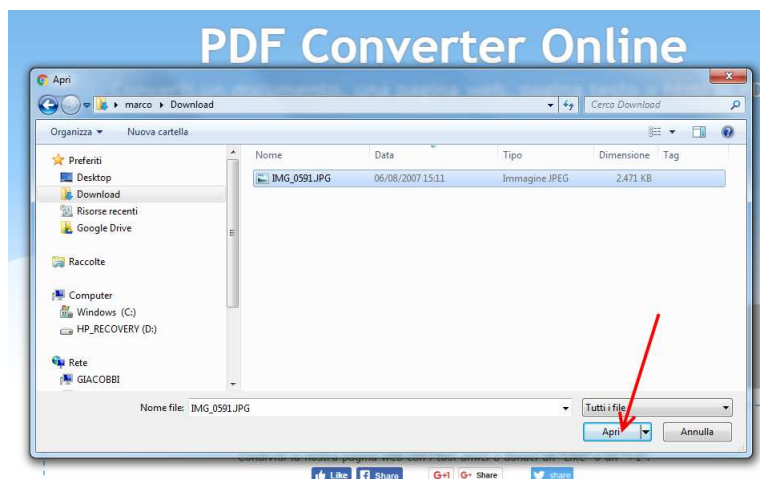 PDF Converter Online
Apri
marco Download
Cerca Download
Organizza Nuova cartella
Preferiti
Desktop
Download
Risorse recenti
Google Drive
Raccolte
Computer
Windows (C:)
HP_RECOVERY (D:)
Rete
GIACOBBI
Nome Data Tipo Dimensione Tag
IMG_0591.JPG 06/08/2007 15:11 Immagine JPEG 2.471 KB
Nome file: IMG_0591.JPG Tutti i file
Apri Annulla
Like Share G+1 G+ Share share